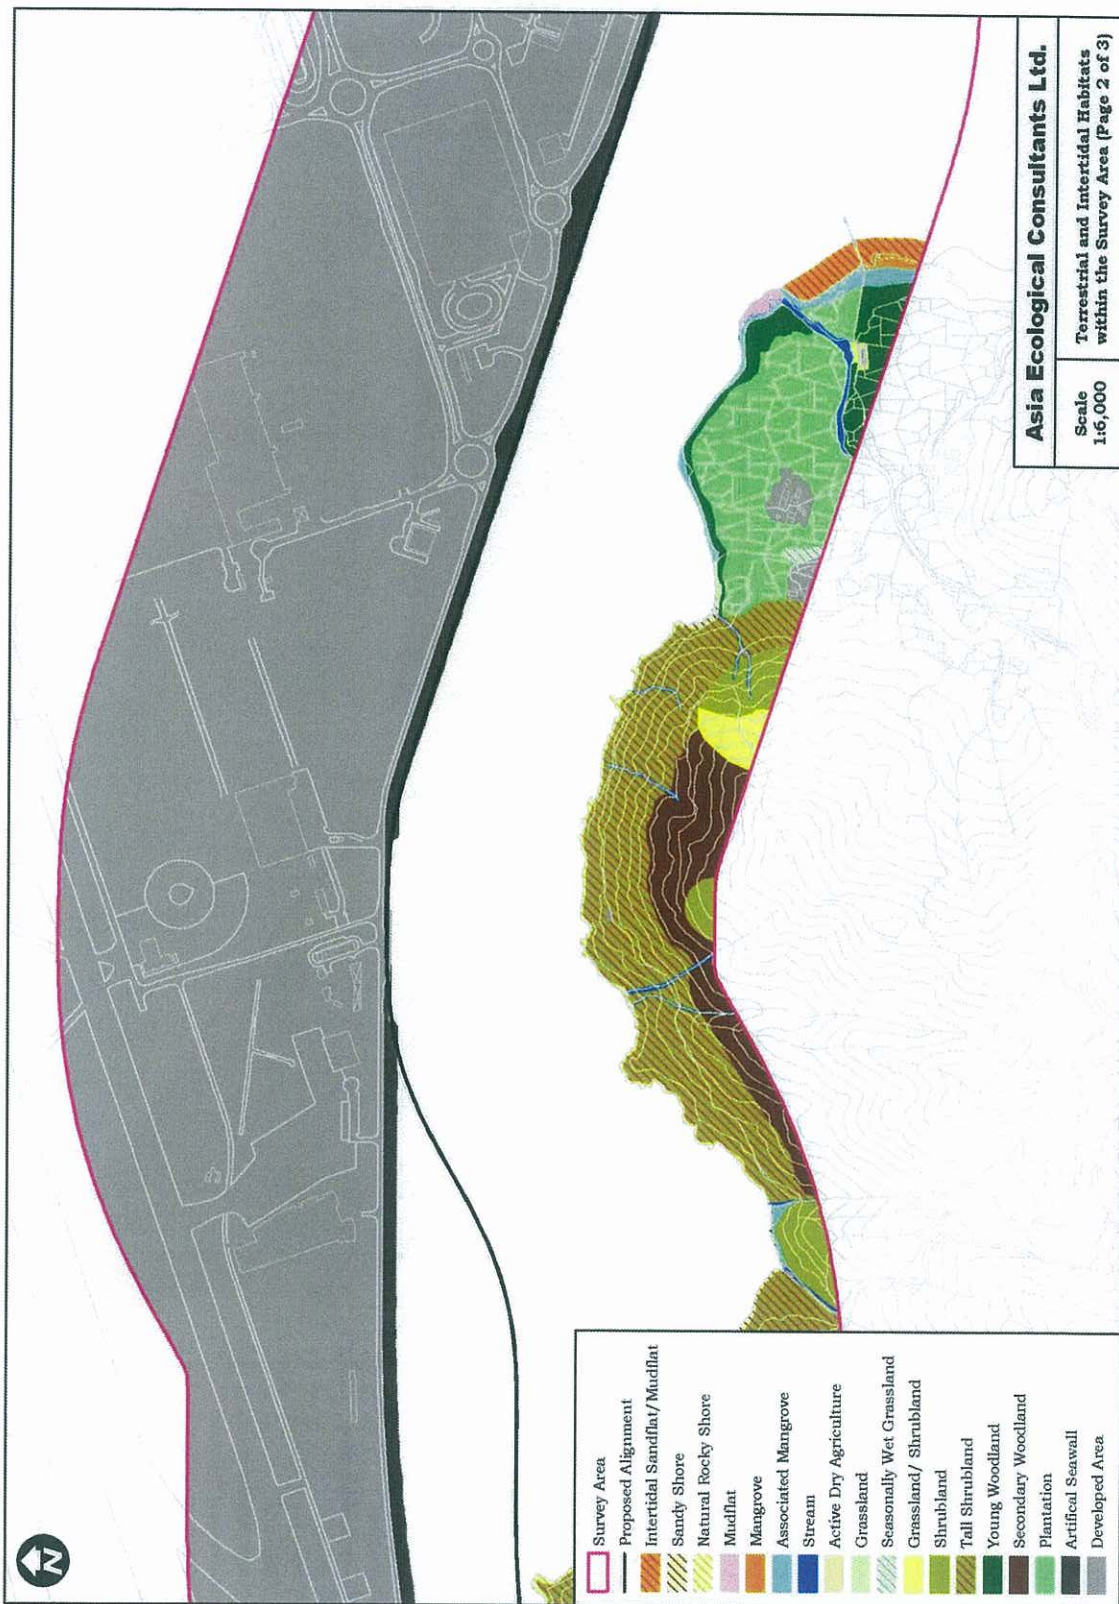 N
Survey Area
Proposed Alignment
Intertidal Sandflat/Mudflat
Sandy Shore
Natural Rocky Shore
Mudflat
Mangrove
Associated Mangrove
Stream
Active Dry Agriculture
Grassland
Seasonally Wet Grassland
Grassland/ Shrubland
Shrubland
Tall Shrubland
Young Woodland
Secondary Woodland
Plantation
Artifical Seawall
Developed Area
Asia Ecological Consultants Ltd.
Scale
1:6,000
Terrestrial and Intertidal Habitats
within the Survey Area (Page 2 of 3)